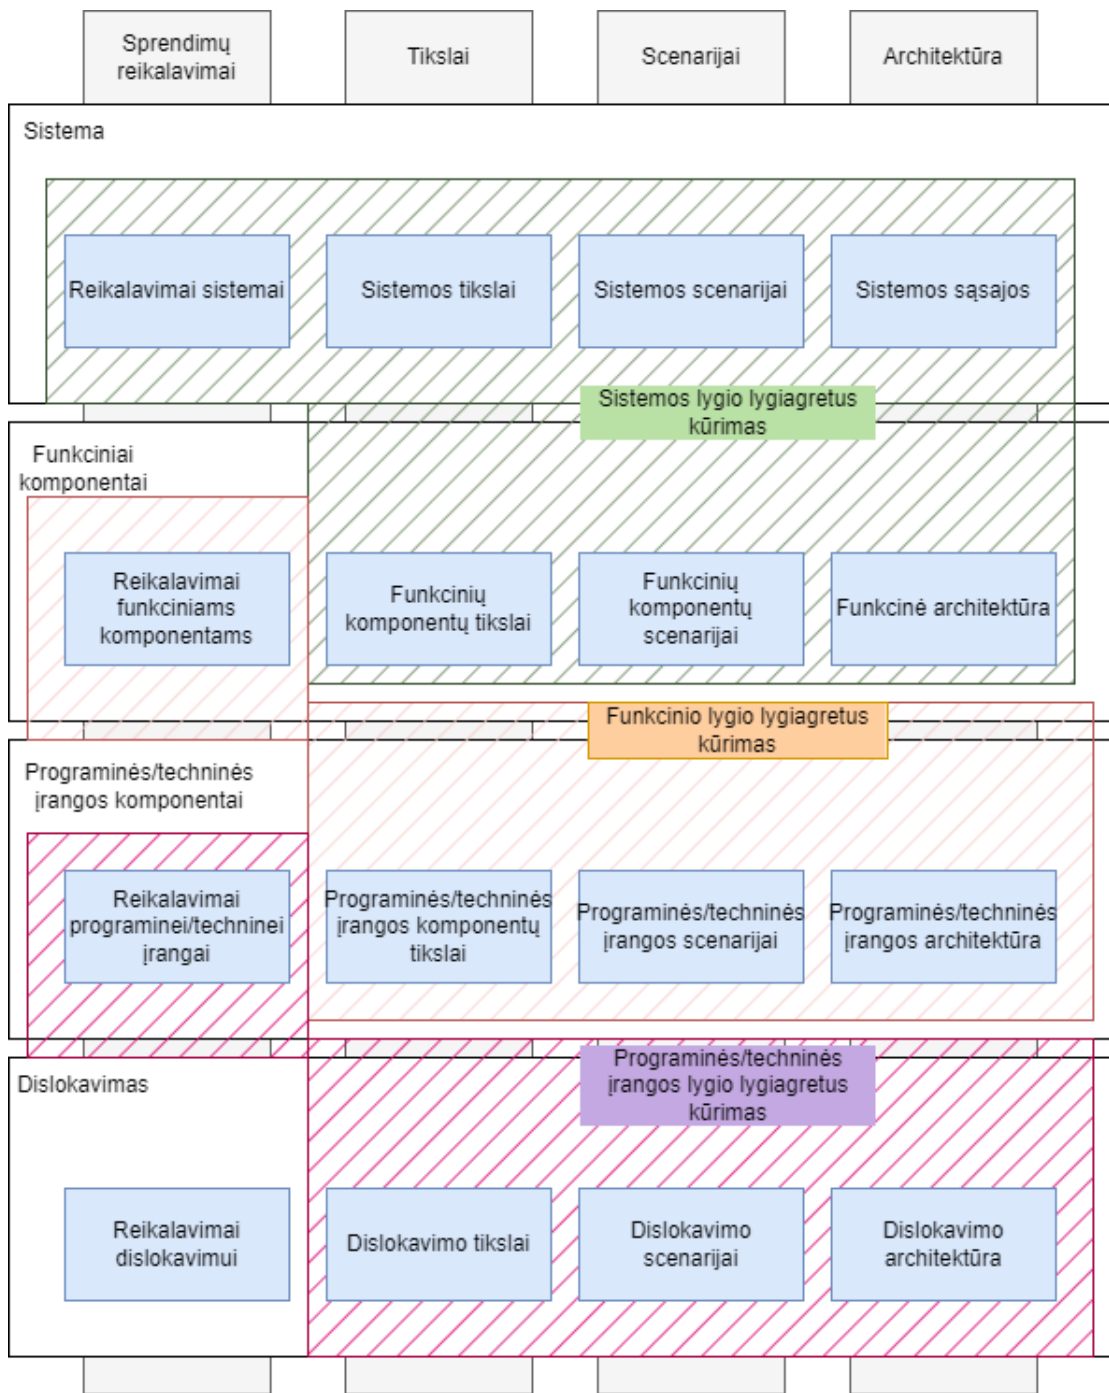 Sprendimų
reikalavimai
Tikslai
Scenarijai
Architektūra
Sistema
Reikalavimai sistemai
Sistemos tikslai
Sistemos scenarijai
Sistemos sąsajos
Sistemos lygio lygiagretus
kūrimas
Funkciniai
komponentai
Reikalavimai
funkciniams
komponentams
Funkcinių
komponentų tikslai
Funkcinių
komponentų
scenarijai
Funkcinė architektūra
Funkcinio lygio lygiagretus
kūrimas
Programinės/techninės
įrangos komponentai
Reikalavimai
programinei/techninei
įrangai
Programinės/techninės
įrangos komponentų
tikslai
Programinės/techninės
įrangos scenarijai
Programinės/techninės
įrangos architektūra
Programinės/techninės
įrangos lygio lygiagretus
kūrimas
Dislokavimas
Reikalavimai
dislokavimui
Dislokavimo tikslai
Dislokavimo
scenarijai
Dislokavimo
architektūra